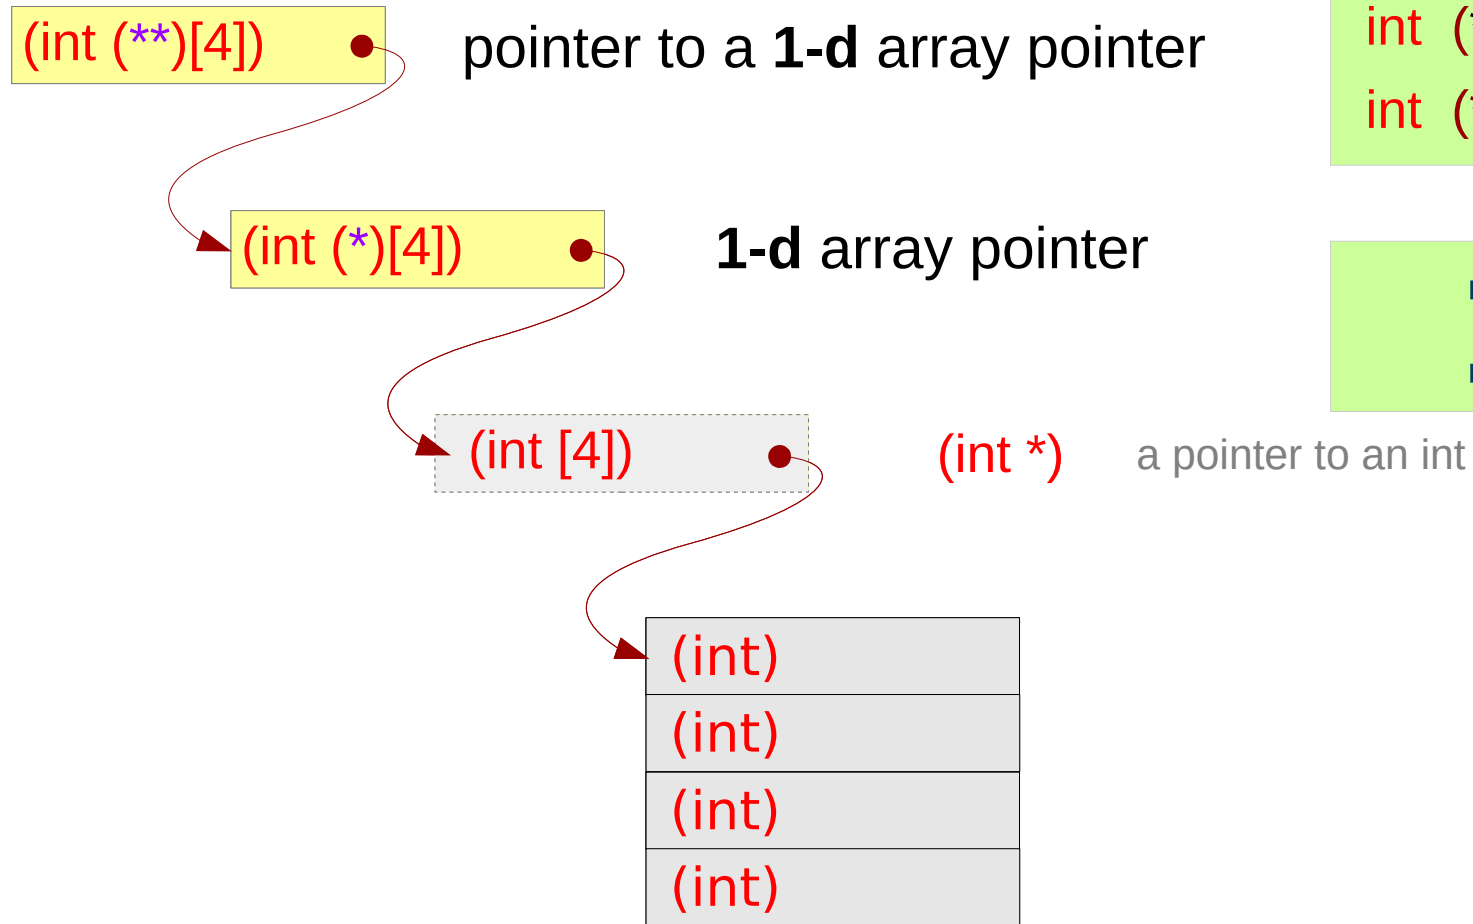 (int (**)[4]) pointer to a 1-d array pointer
int (
int (
(int (*)[4]) 1-d array pointer
(int [4]) (int *) a pointer to an int
(int)
(int)
(int)
(int)